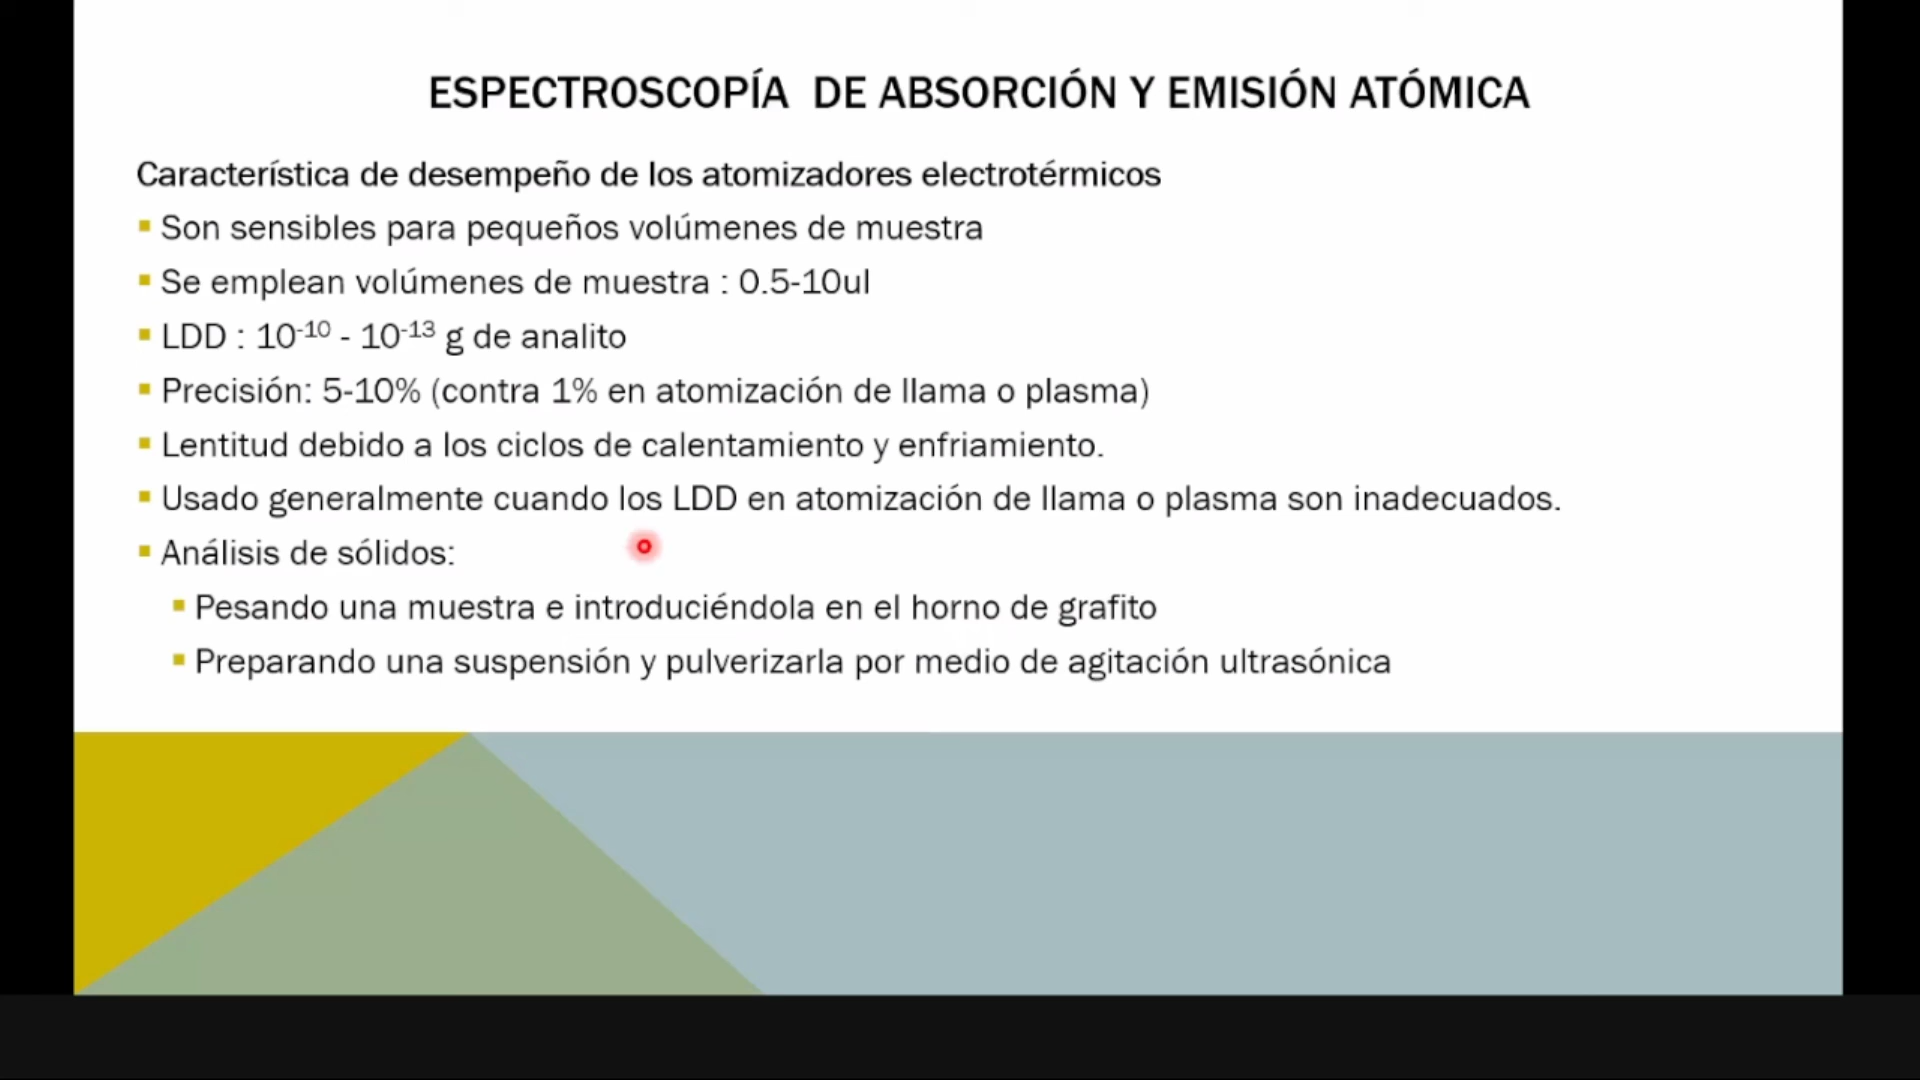 ESPECTROSCOPÍA DE ABSORCIÓN Y EMISIÓN ATÓMICA
Característica de desempeño de los atomizadores electrotérmicos
▪ Son sensibles para pequeños volúmenes de muestra
▪ Se emplean volúmenes de muestra : 0.5-10ul
▪ LDD : 10⁻¹⁰ - 10⁻¹³ g de analito
▪ Precisión: 5-10% (contra 1% en atomización de llama o plasma)
▪ Lentitud debido a los ciclos de calentamiento y enfriamiento.
▪ Usado generalmente cuando los LDD en atomización de llama o plasma son inadecuados.
▪ Análisis de sólidos:
▪ Pesando una muestra e introduciéndola en el horno de grafito
▪ Preparando una suspensión y pulverizarla por medio de agitación ultrasónica